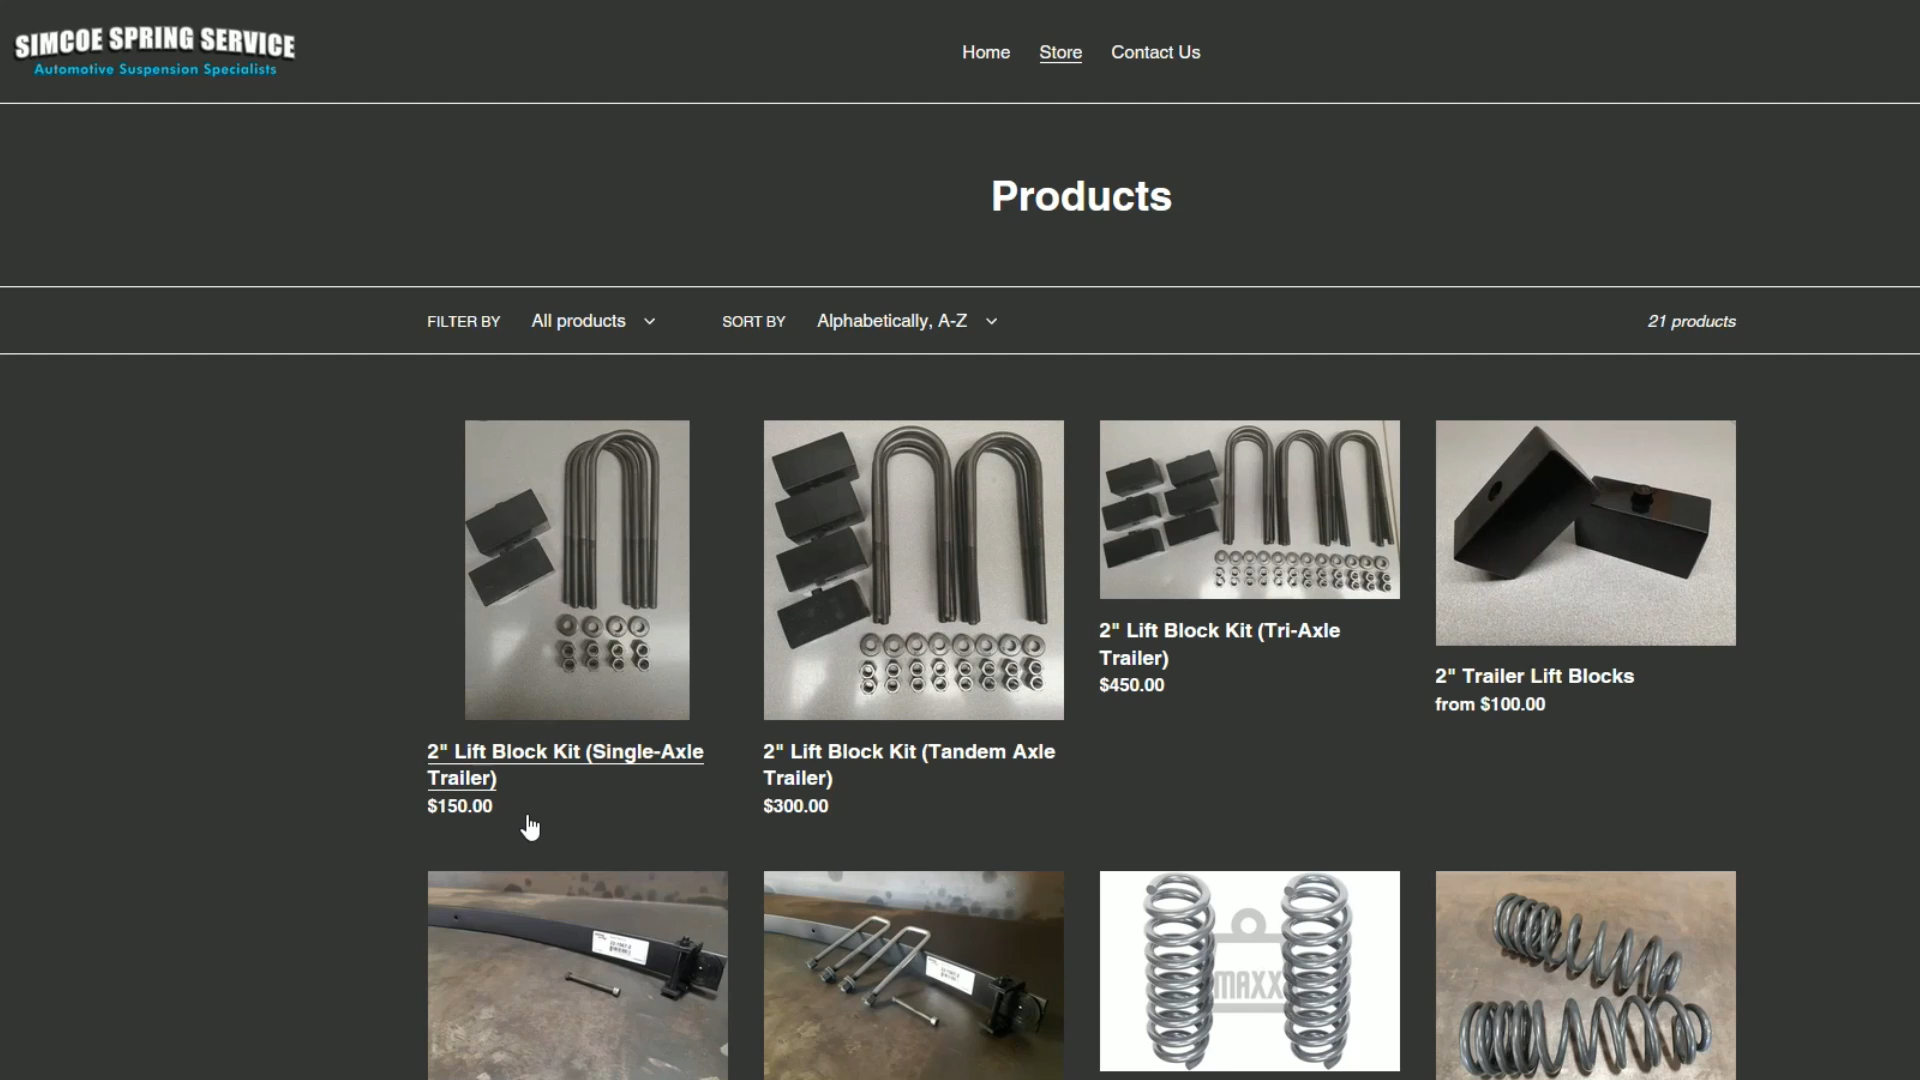 SIMCOE SPRING SERVICE
Automotive Suspension Specialists
Home
Store
Contact Us
Products
FILTER BY
All products
SORT BY
Alphabetically, A-Z
21 products
2" Lift Block Kit (Single-Axle
Trailer)
$150.00
2" Lift Block Kit (Tandem Axle
Trailer)
$300.00
2" Lift Block Kit (Tri-Axle
Trailer)
$450.00
2" Trailer Lift Blocks
from $100.00
MAXX